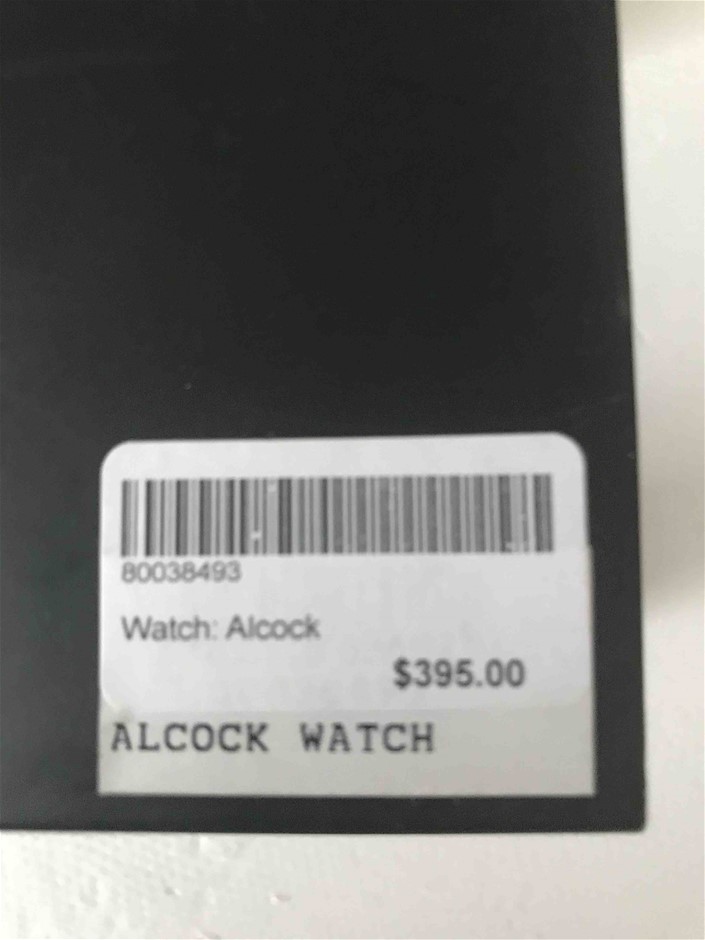 80038493
Watch: Alcock
$395.00
ALCOCK WATCH